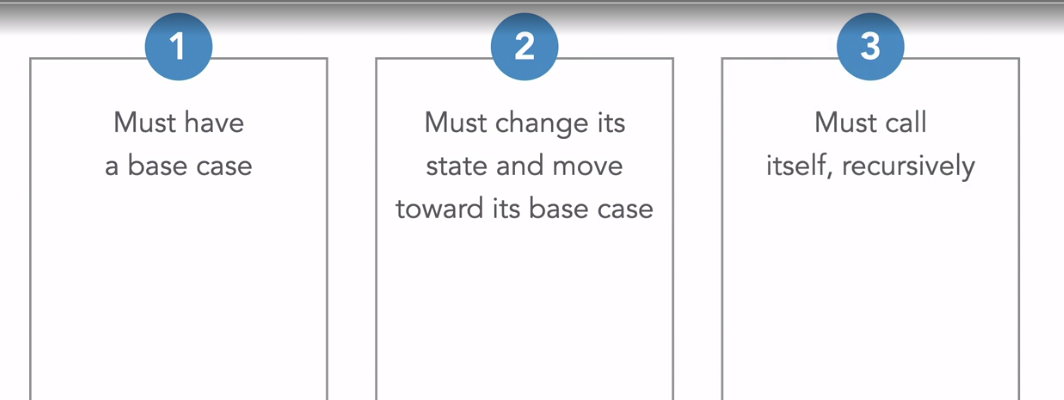 1
Must have
a base case
2
Must change its
state and move
toward its base case
3
Must call
itself, recursively